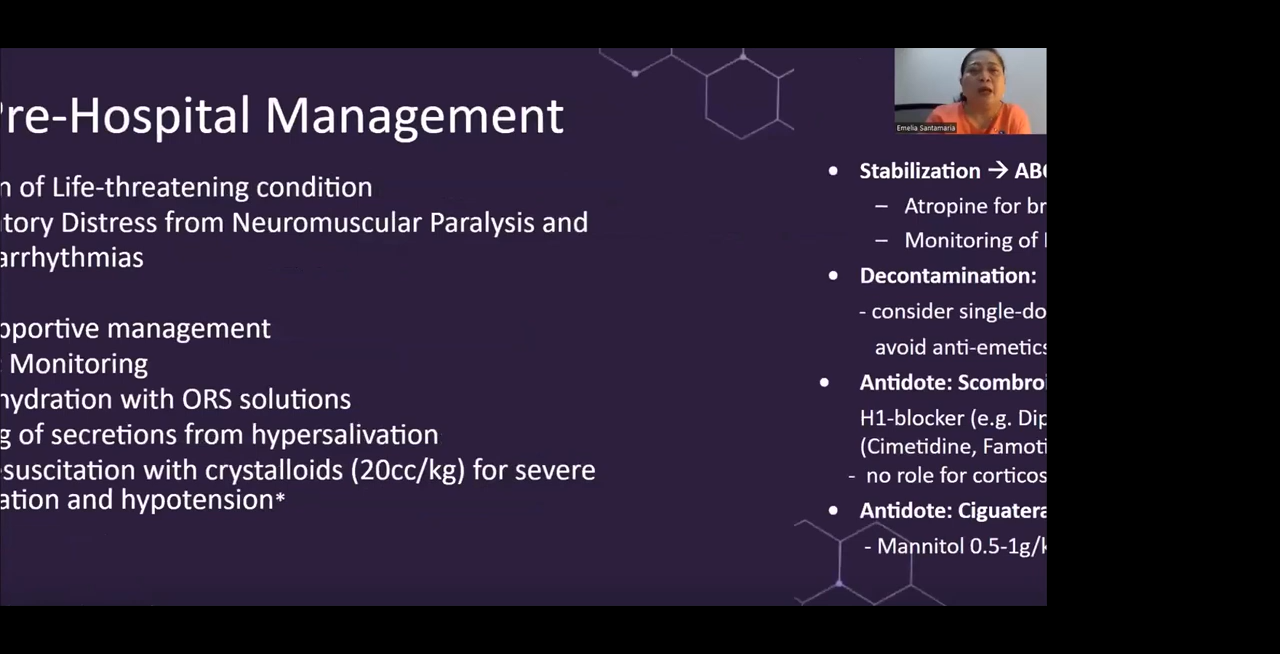 re-Hospital Management
n of Life-threatening condition
tory Distress from Neuromuscular Paralysis and
arrhythmias
pportive management
Monitoring
hydration with ORS solutions
g of secretions from hypersalivation
suscitation with crystalloids (20cc/kg) for severe
ation and hypotension*
Emelia Santamaria
• Stabilization → AB
– Atropine for br
– Monitoring of
• Decontamination:
- consider single-do
avoid anti-emetics
• Antidote: Scombro
H1-blocker (e.g. Dip
(Cimetidine, Famoti
- no role for corticos
• Antidote: Ciguatera
- Mannitol 0.5-1g/k